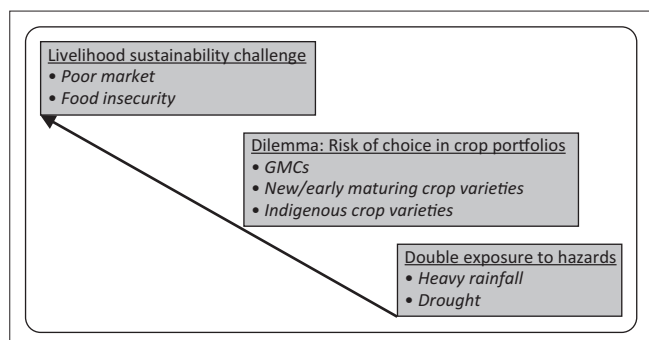 Livelihood sustainability challenge
• Poor market
• Food insecurity
Dilemma: Risk of choice in crop portfolios
• GMCs
• New/early maturing crop varieties
• Indigenous crop varieties
Double exposure to hazards
• Heavy rainfall
• Drought